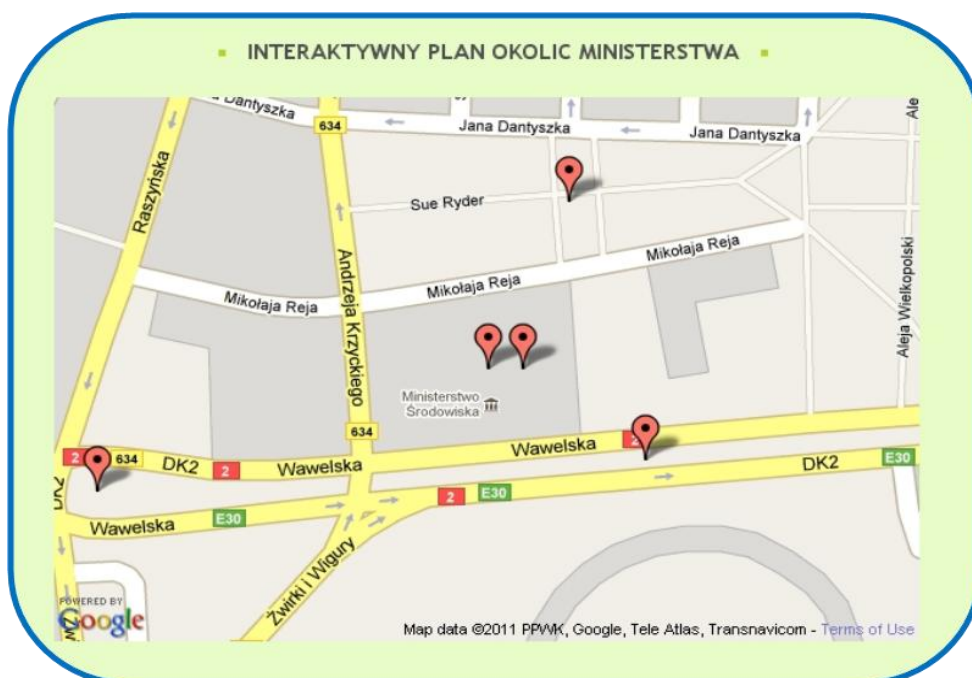 INTERAKTYWNY PLAN OKOLIC MINISTERSTWA
Dantyszka
634
Jana Dantyszka
Jana Dantyszka
Ale
Raszyńska
Sue Ryder
Andrzeja Krzyckiego
Mikołaja Reja
Mikołaja Reja
Mikołaja Reja
Aleja Wielkopolski
Ministerstwo
Środowiska
634
2
634
DK2
2
Wawelska
Wawelska
2
DK2
E30
DK2
Wawelska
E30
2
E30
Żwirki i Wigury
POWERED BY
Google
Map data ©2011 PPWK, Google, Tele Atlas, Transnavicom - Terms of Use